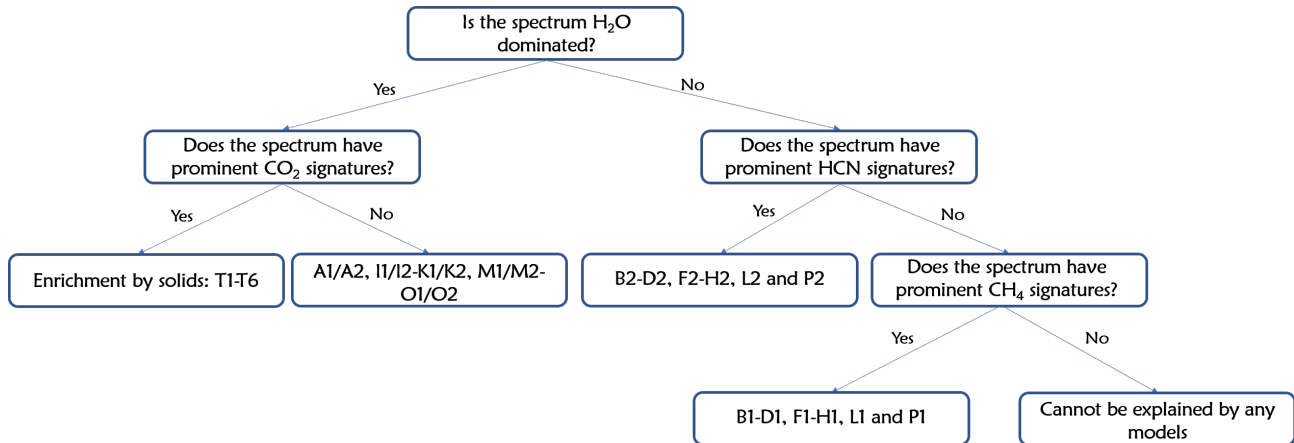 Is the spectrum H₂O
dominated?
Yes
No
Does the spectrum have
prominent CO₂ signatures?
Does the spectrum have
prominent HCN signatures?
Yes
No
Yes
No
Enrichment by solids: T1-T6
A1/A2, I1/I2-K1/K2, M1/M2-
O1/O2
B2-D2, F2-H2, L2 and P2
Does the spectrum have
prominent CH₄ signatures?
Yes
No
B1-D1, F1-H1, L1 and P1
Cannot be explained by any
models